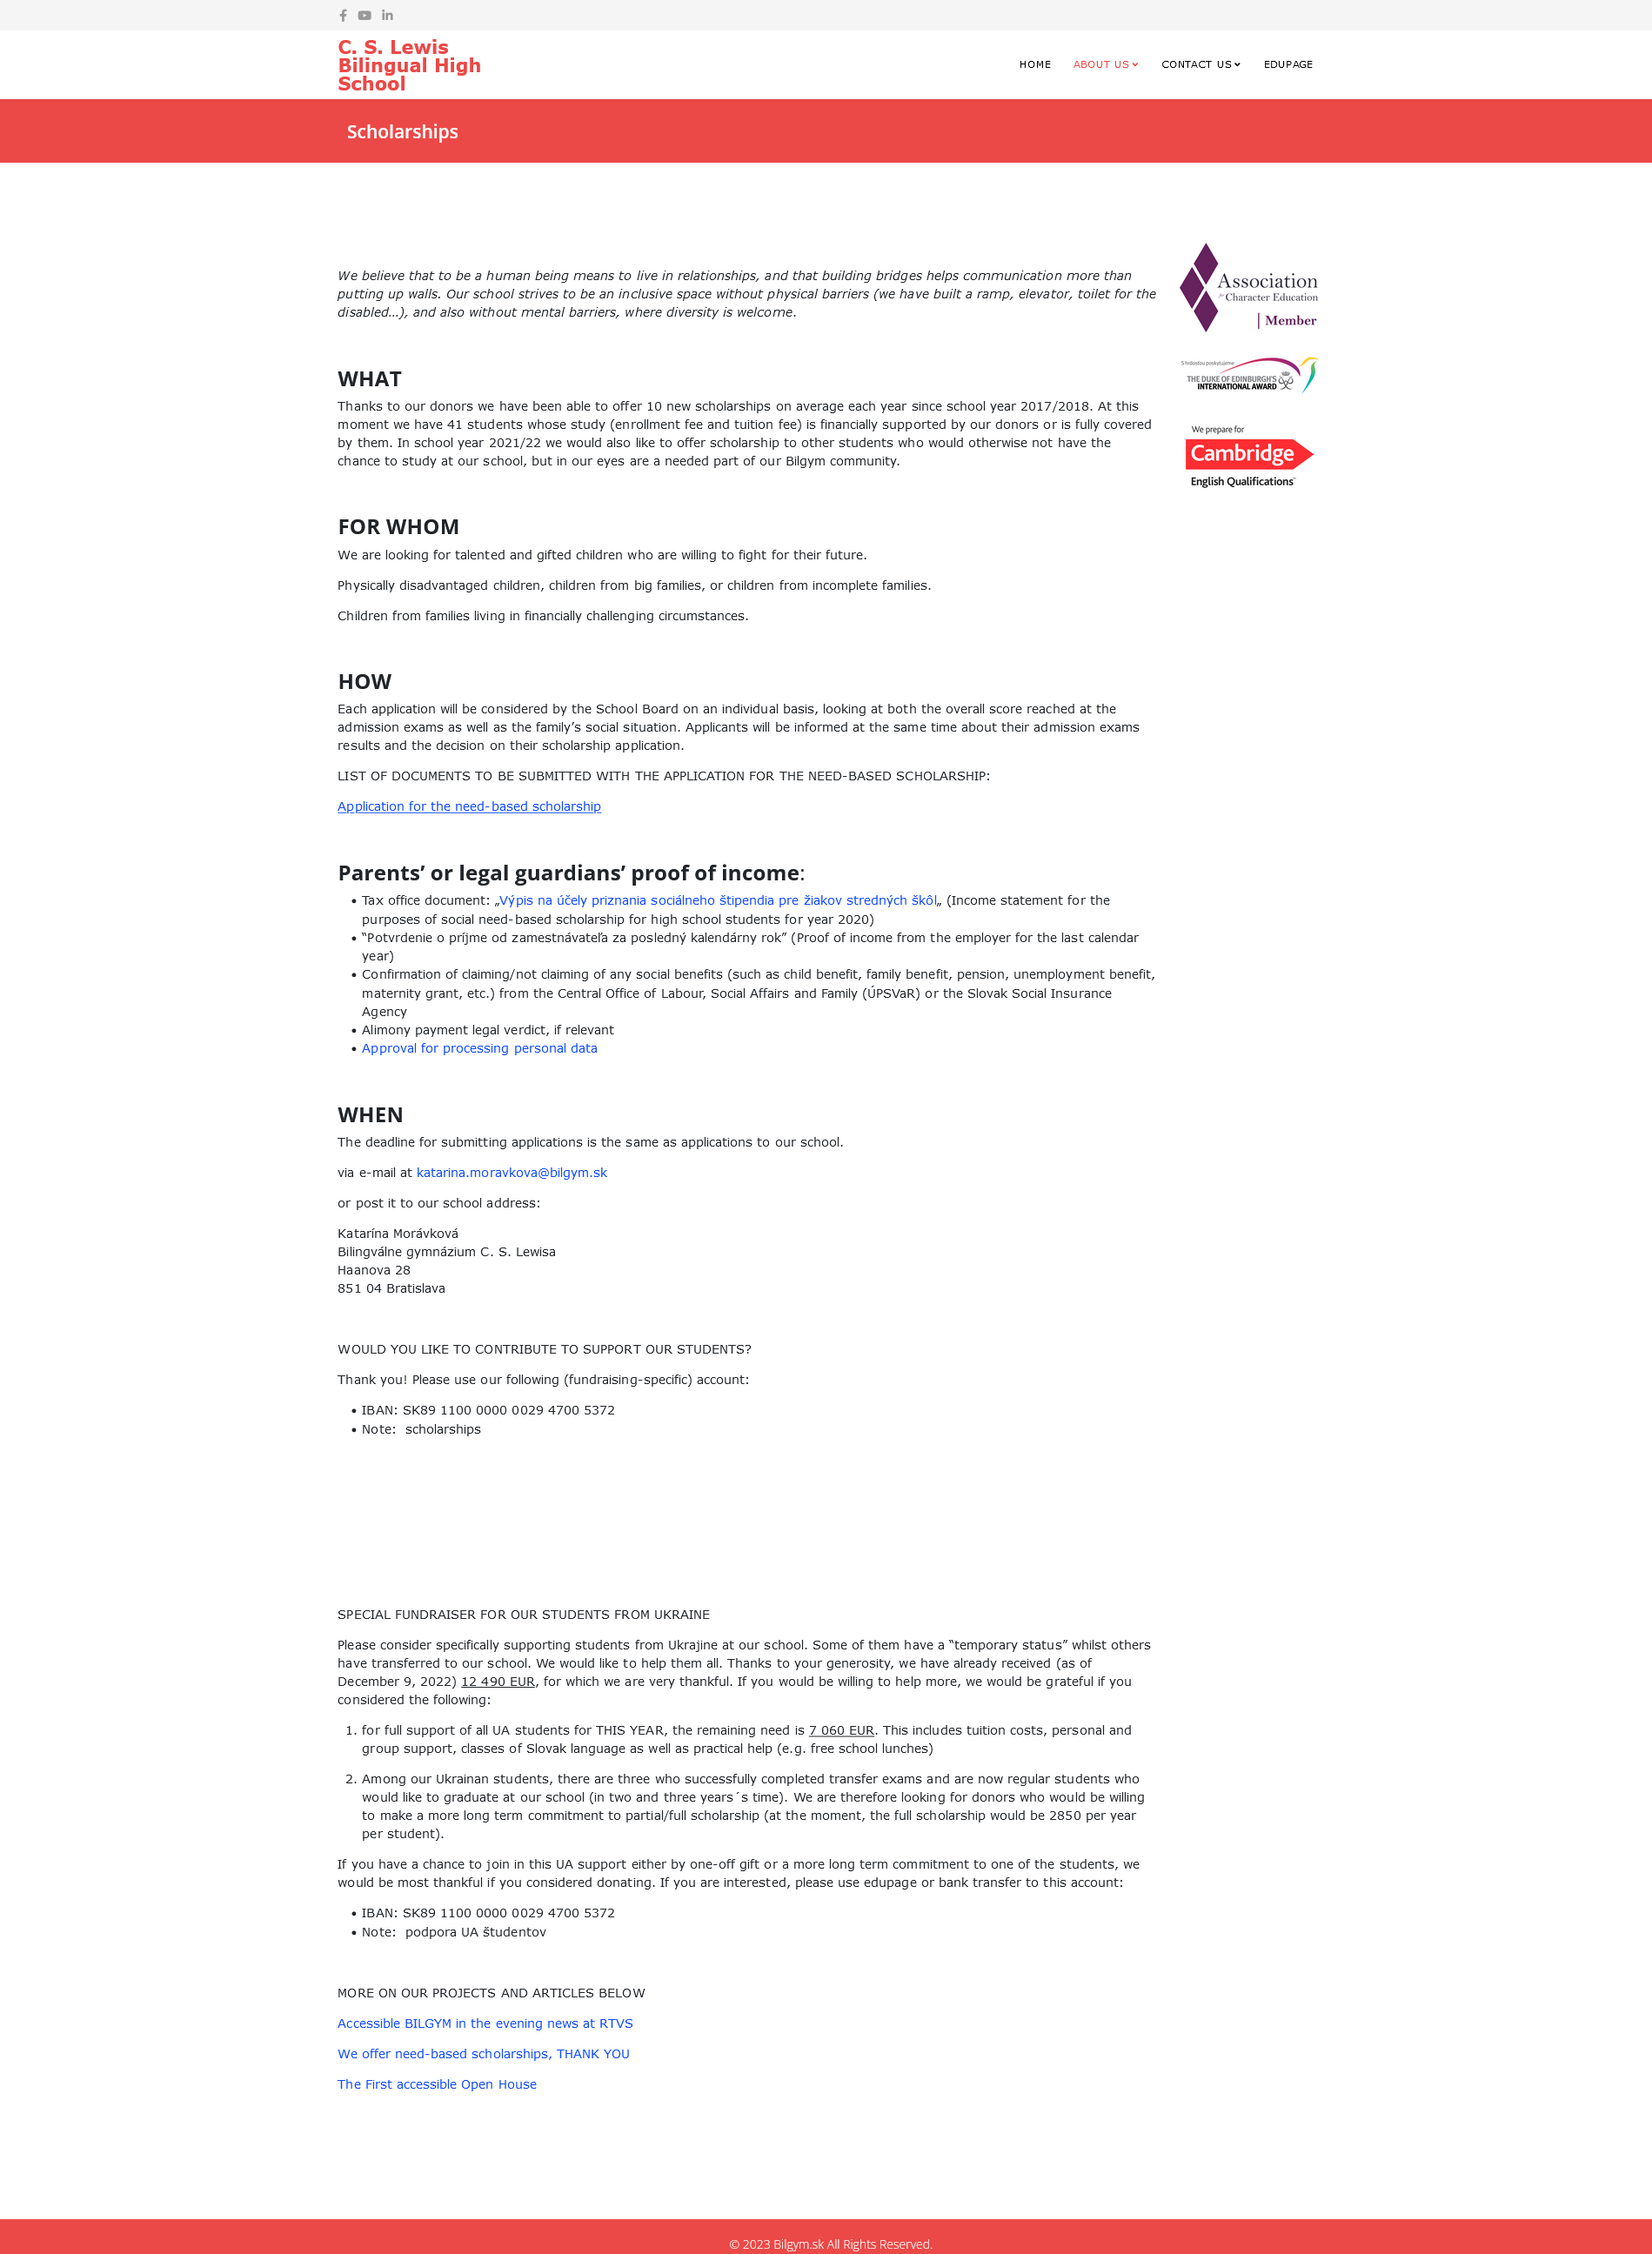 C. S. Lewis
Bilingual High
School
HOME
ABOUT US
CONTACT US
EDUPAGE
Scholarships
We believe that to be a human being means to live in relationships, and that building bridges helps communication more than
putting up walls. Our school strives to be an inclusive space without physical barriers (we have built a ramp, elevator, toilet for the
disabled…), and also without mental barriers, where diversity is welcome.
Association
for Character Education
| Member
S hrdosťou poskytujeme
THE DUKE OF EDINBURGH'S
INTERNATIONAL AWARD
We prepare for
Cambridge
English Qualifications™
WHAT
Thanks to our donors we have been able to offer 10 new scholarships on average each year since school year 2017/2018. At this
moment we have 41 students whose study (enrollment fee and tuition fee) is financially supported by our donors or is fully covered
by them. In school year 2021/22 we would also like to offer scholarship to other students who would otherwise not have the
chance to study at our school, but in our eyes are a needed part of our Bilgym community.
FOR WHOM
We are looking for talented and gifted children who are willing to fight for their future.
Physically disadvantaged children, children from big families, or children from incomplete families.
Children from families living in financially challenging circumstances.
HOW
Each application will be considered by the School Board on an individual basis, looking at both the overall score reached at the
admission exams as well as the family’s social situation. Applicants will be informed at the same time about their admission exams
results and the decision on their scholarship application.
LIST OF DOCUMENTS TO BE SUBMITTED WITH THE APPLICATION FOR THE NEED-BASED SCHOLARSHIP:
Application for the need-based scholarship
Parents’ or legal guardians’ proof of income:
• Tax office document: „Výpis na účely priznania sociálneho štipendia pre žiakov stredných škôl„ (Income statement for the
purposes of social need-based scholarship for high school students for year 2020)
• “Potvrdenie o príjme od zamestnávateľa za posledný kalendárny rok” (Proof of income from the employer for the last calendar
year)
• Confirmation of claiming/not claiming of any social benefits (such as child benefit, family benefit, pension, unemployment benefit,
maternity grant, etc.) from the Central Office of Labour, Social Affairs and Family (ÚPSVaR) or the Slovak Social Insurance
Agency
• Alimony payment legal verdict, if relevant
• Approval for processing personal data
WHEN
The deadline for submitting applications is the same as applications to our school.
via e-mail at katarina.moravkova@bilgym.sk
or post it to our school address:
Katarína Morávková
Bilingválne gymnázium C. S. Lewisa
Haanova 28
851 04 Bratislava
WOULD YOU LIKE TO CONTRIBUTE TO SUPPORT OUR STUDENTS?
Thank you! Please use our following (fundraising-specific) account:
• IBAN: SK89 1100 0000 0029 4700 5372
• Note:  scholarships
SPECIAL FUNDRAISER FOR OUR STUDENTS FROM UKRAINE
Please consider specifically supporting students from Ukrajine at our school. Some of them have a “temporary status” whilst others
have transferred to our school. We would like to help them all. Thanks to your generosity, we have already received (as of
December 9, 2022) 12 490 EUR, for which we are very thankful. If you would be willing to help more, we would be grateful if you
considered the following:
1. for full support of all UA students for THIS YEAR, the remaining need is 7 060 EUR. This includes tuition costs, personal and
group support, classes of Slovak language as well as practical help (e.g. free school lunches)
2. Among our Ukrainan students, there are three who successfully completed transfer exams and are now regular students who
would like to graduate at our school (in two and three years´s time). We are therefore looking for donors who would be willing
to make a more long term commitment to partial/full scholarship (at the moment, the full scholarship would be 2850 per year
per student).
If you have a chance to join in this UA support either by one-off gift or a more long term commitment to one of the students, we
would be most thankful if you considered donating. If you are interested, please use edupage or bank transfer to this account:
• IBAN: SK89 1100 0000 0029 4700 5372
• Note:  podpora UA študentov
MORE ON OUR PROJECTS AND ARTICLES BELOW
Accessible BILGYM in the evening news at RTVS
We offer need-based scholarships, THANK YOU
The First accessible Open House
© 2023 Bilgym.sk All Rights Reserved.